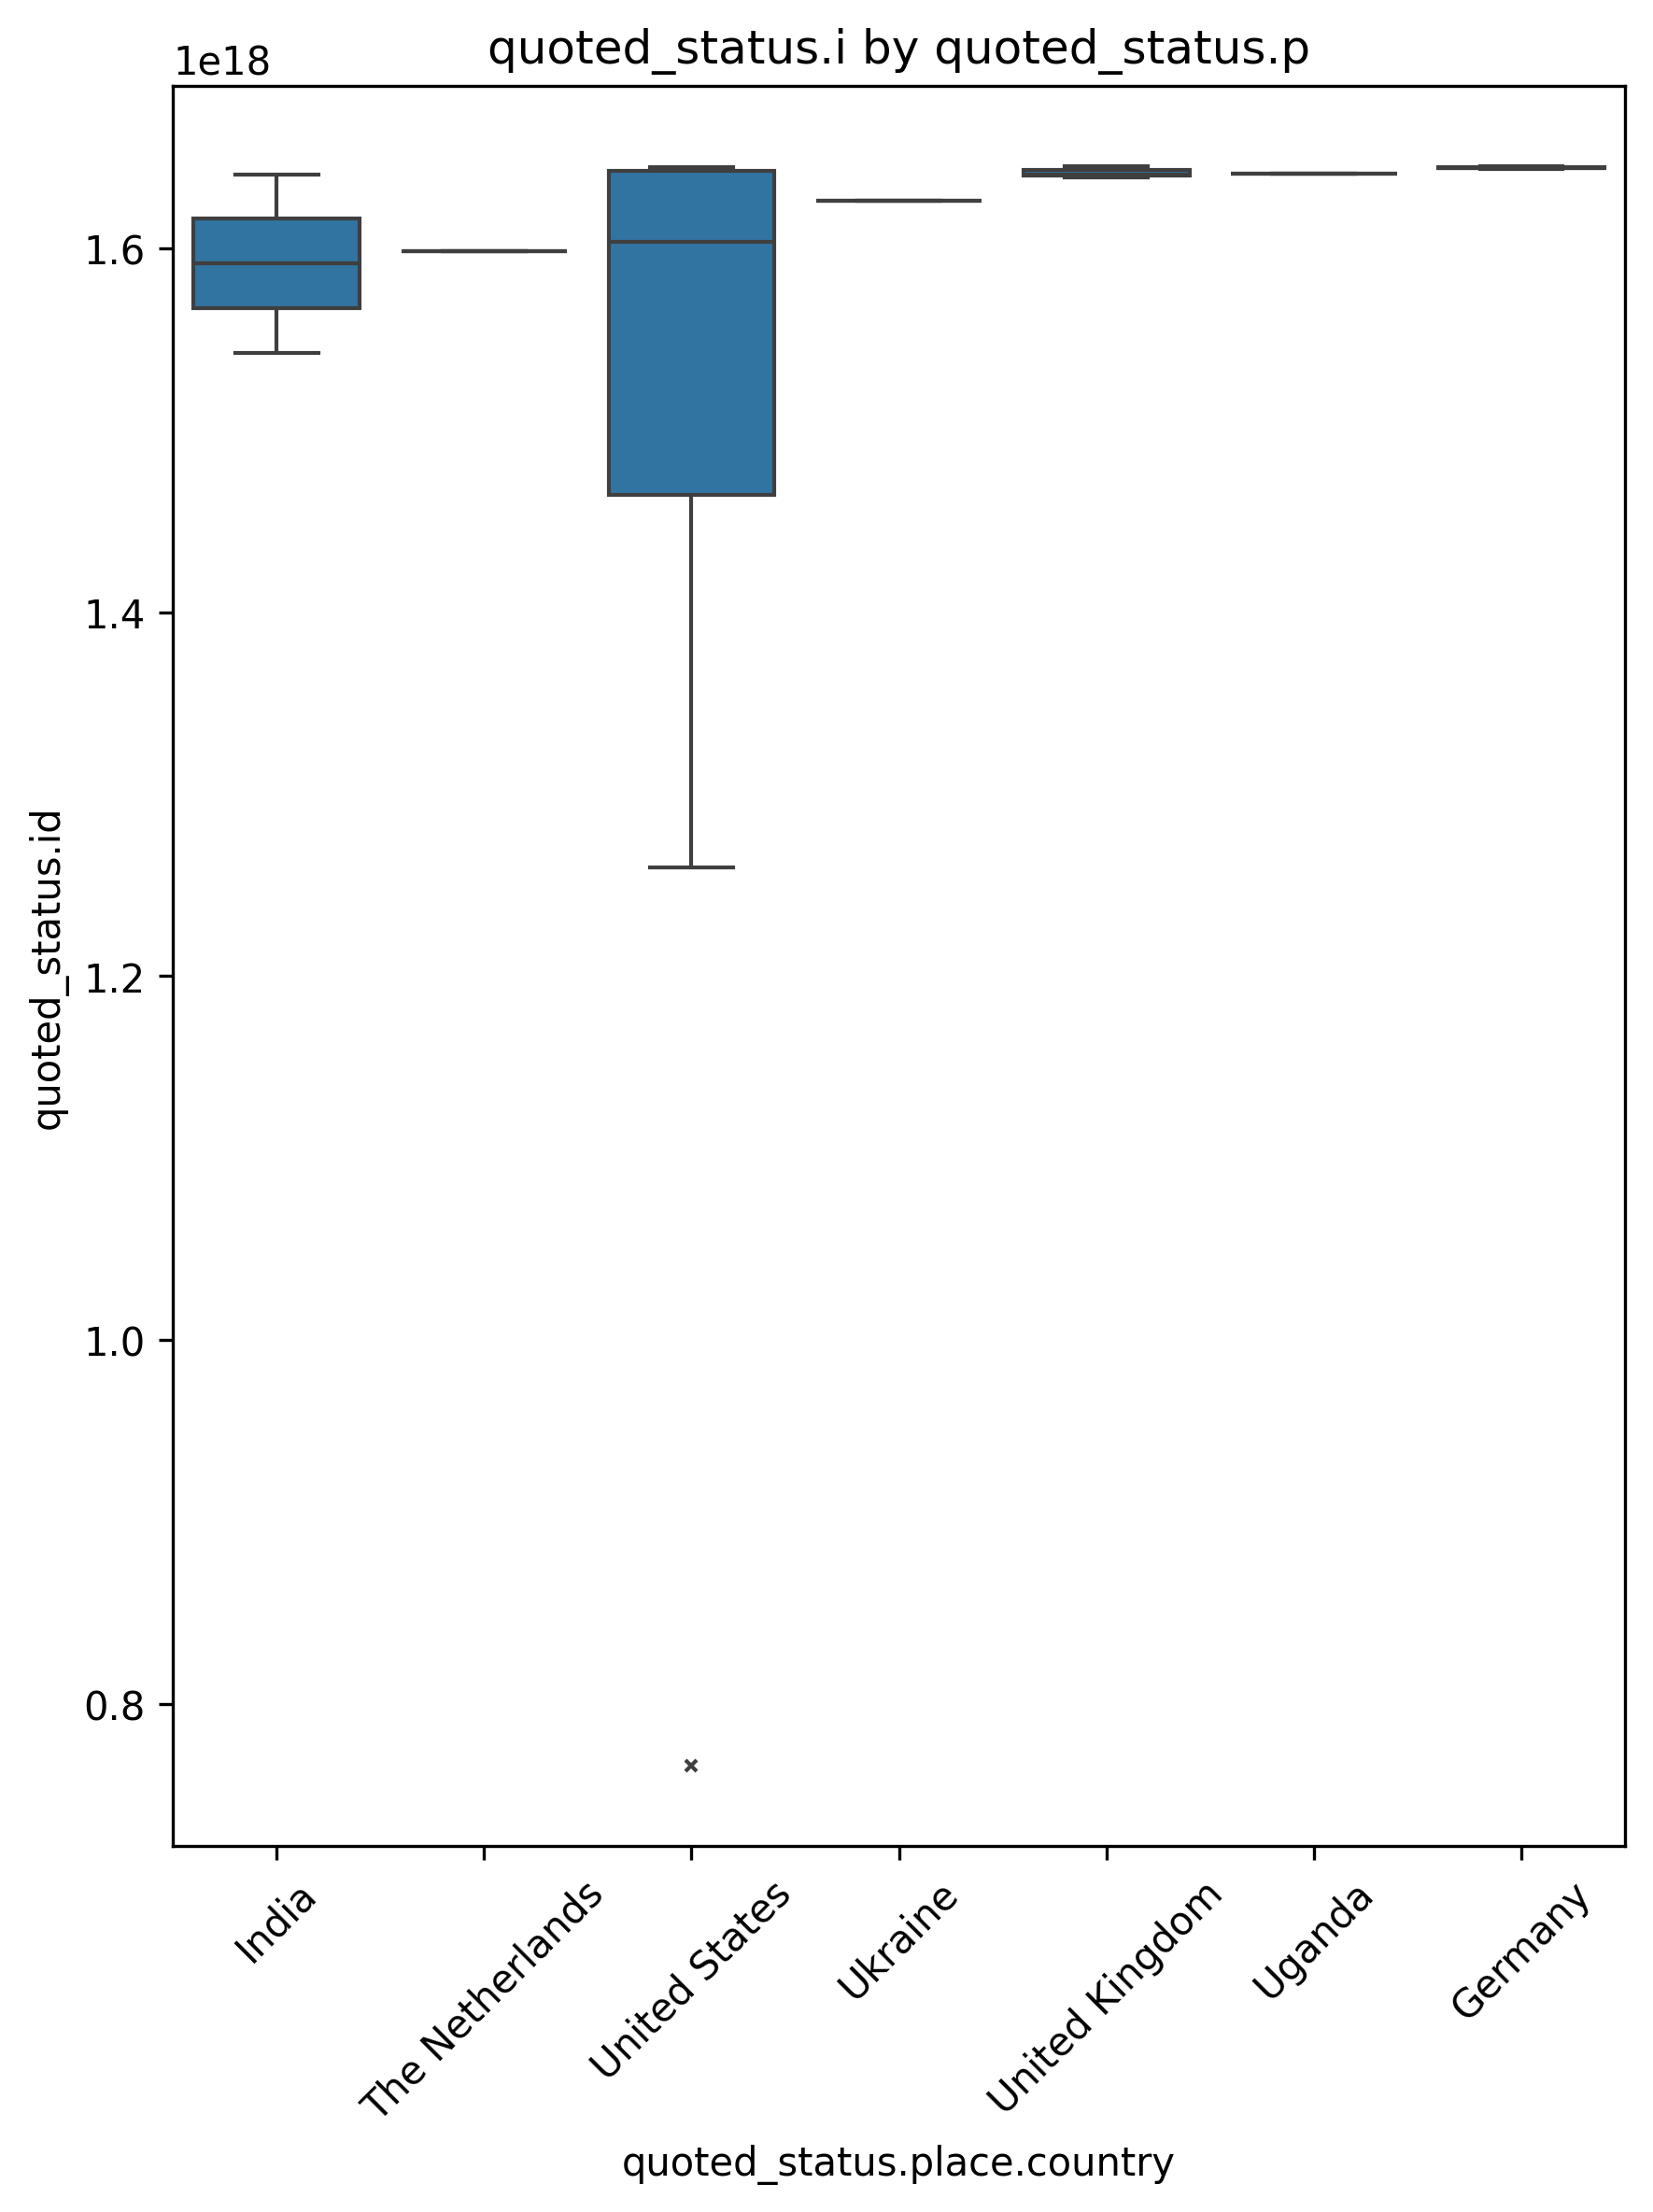 quoted_status.i by quoted_status.p
1e18
1.6
1.4
1.2
1.0
0.8
quoted_status.id
India
The Netherlands
United States
Ukraine
United Kingdom
Uganda
Germany
quoted_status.place.country